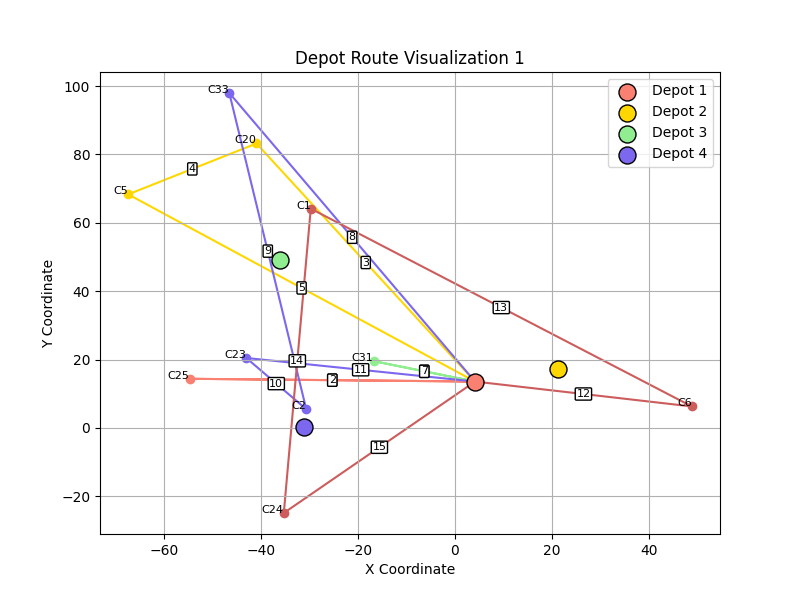 Depot Route Visualization 1
Depot 1
Depot 2
Depot 3
Depot 4
Y Coordinate
100
80
60
40
20
0
−20
C33
C20
C5
C1
C23
C31
C25
C2
C6
C24
4
8
9
3
5
13
14
11
7
10
2
12
15
−60
−40
−20
0
20
40
X Coordinate